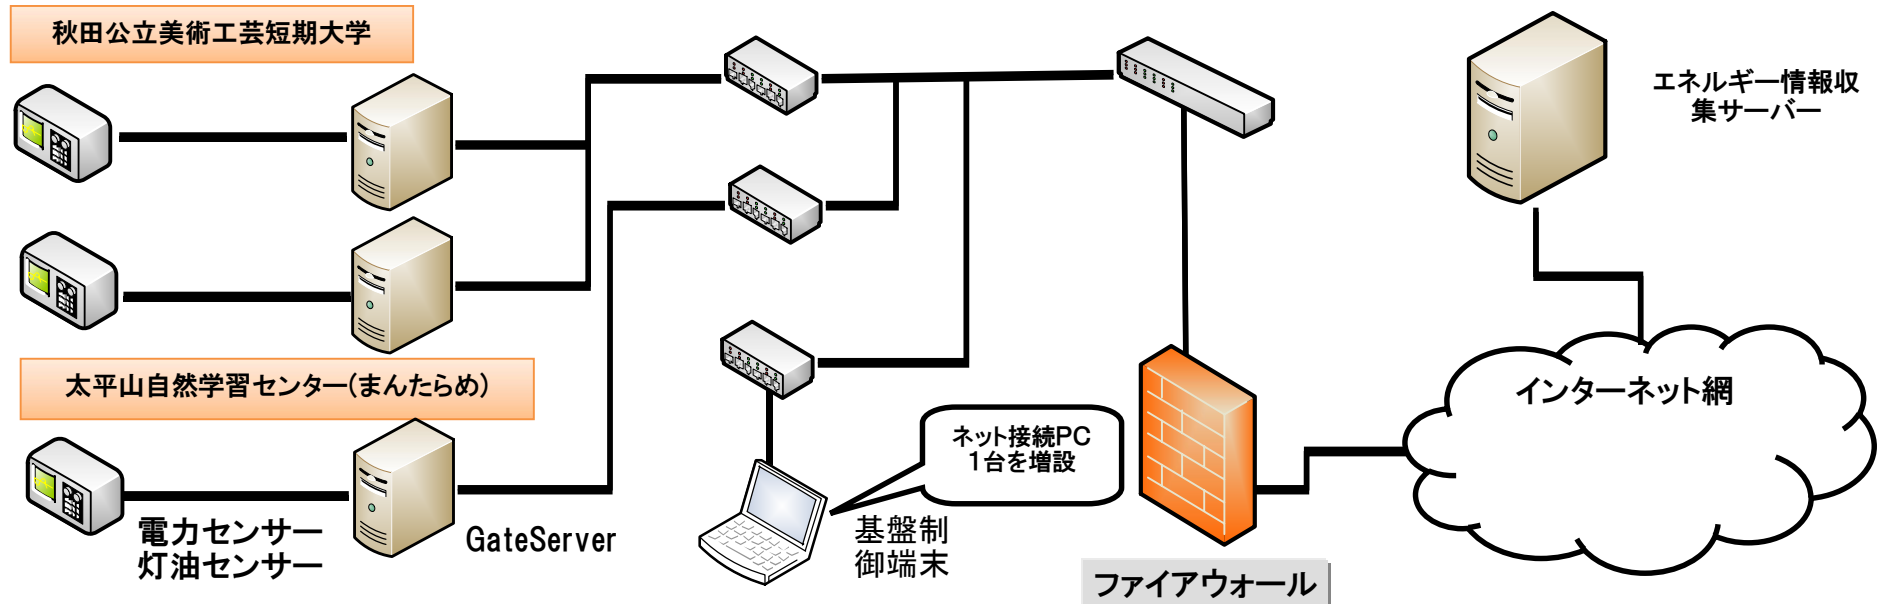 秋田公立美術工芸短期大学
エネルギー情報収
集サーバー
太平山自然学習センター(まんたらめ)
インターネット網
ネット接続PC
1台を増設
電力センサー
灯油センサー
GateServer
基盤制
御端末
ファイアウォール